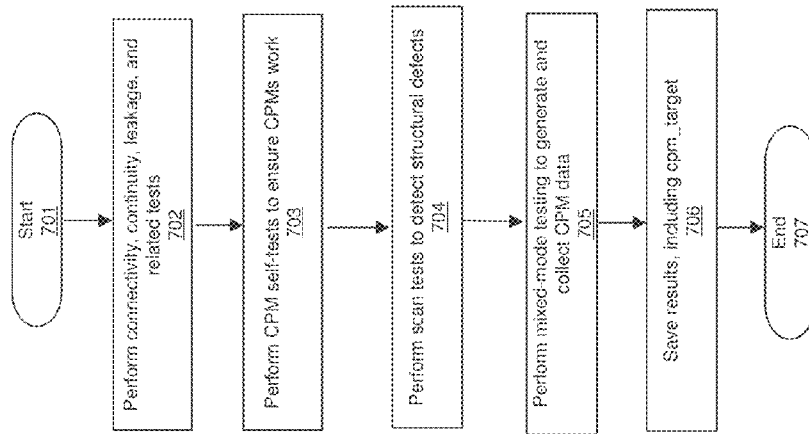 Start
701
Perform connectivity, continuity, leakage, and
related tests
702
Perform CPM self-tests to ensure CPMs work
703
Perform scan tests to detect structural defects
704
Perform mixed-mode testing to generate and
collect CPM data
705
Save results, including cpm_target
706
End
707